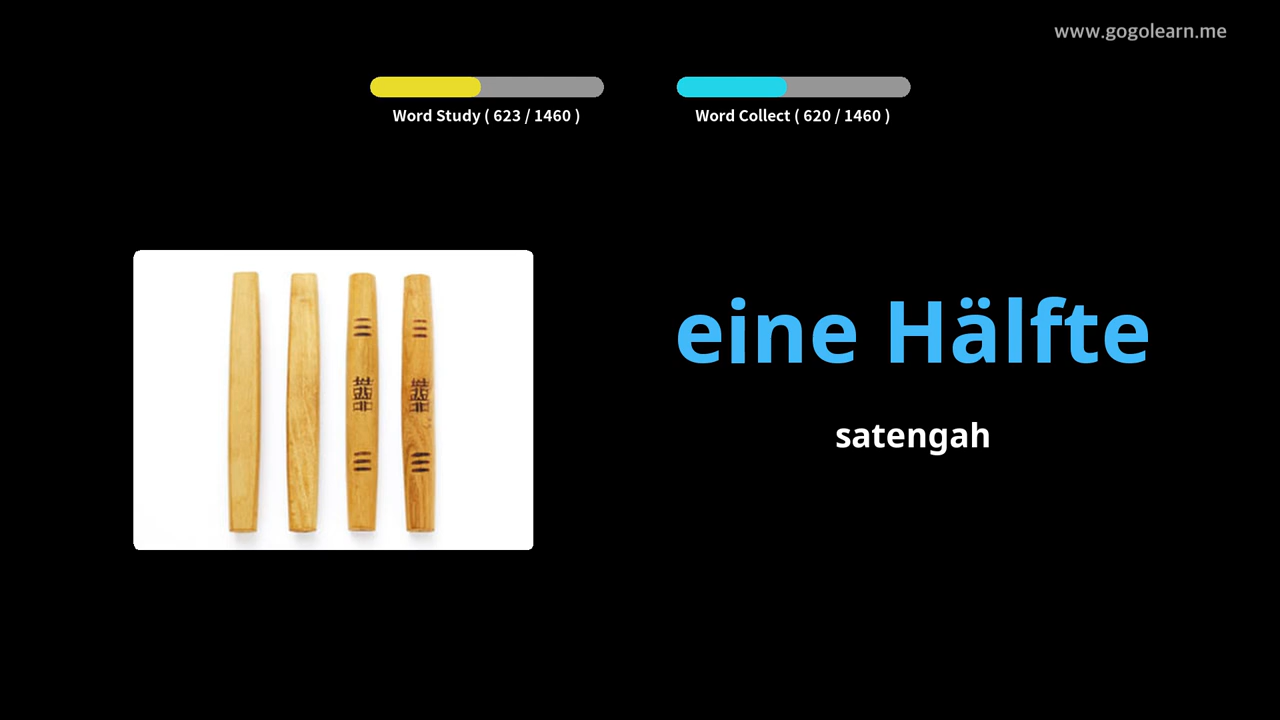 www.gogolearn.me
Word Study ( 623 / 1460 )
Word Collect ( 620 / 1460 )
eine Hälfte
satengah